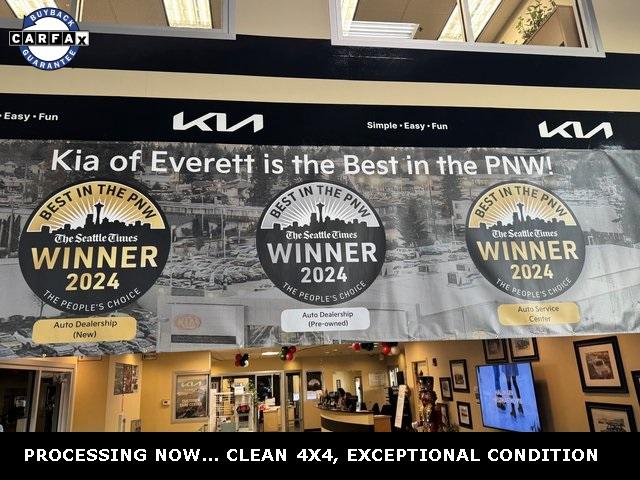 BUYBACK
CARFAX
GUARANTEE
Easy • Fun
KIA
Simple • Easy • Fun
KIA
Kia of Everett is the Best in the PNW!
BEST IN THE PNW
The Seattle Times
WINNER
2024
THE PEOPLE'S CHOICE
Auto Dealership
(New)
BEST IN THE PNW
The Seattle Times
WINNER
2024
THE PEOPLE'S CHOICE
Auto Dealership
(Pre-owned)
BEST IN THE PNW
The Seattle Times
WINNER
2024
THE PEOPLE'S CHOICE
Auto Service
Center
KIA
PROCESSING NOW... CLEAN 4X4, EXCEPTIONAL CONDITION